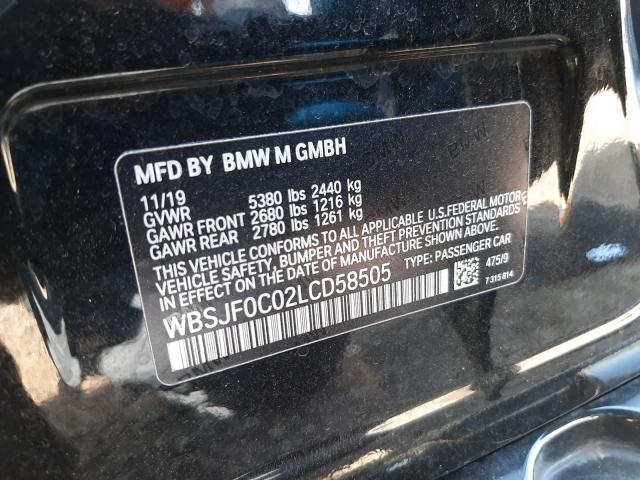 MFD BY BMW M GMBH
11/19
GVWR 5380 lbs 2440 kg
GAWR FRONT 2680 lbs 1216 kg
GAWR REAR 2780 lbs 1261 kg
THIS VEHICLE CONFORMS TO ALL APPLICABLE U.S.FEDERAL MOTOR
VEHICLE SAFETY, BUMPER AND THEFT PREVENTION STANDARDS
IN EFFECT ON THE DATE OF MANUFACTURE SHOWN ABOVE.
WBSJF0C02LCD58505 TYPE: PASSENGER CAR
475/9
7 315 814